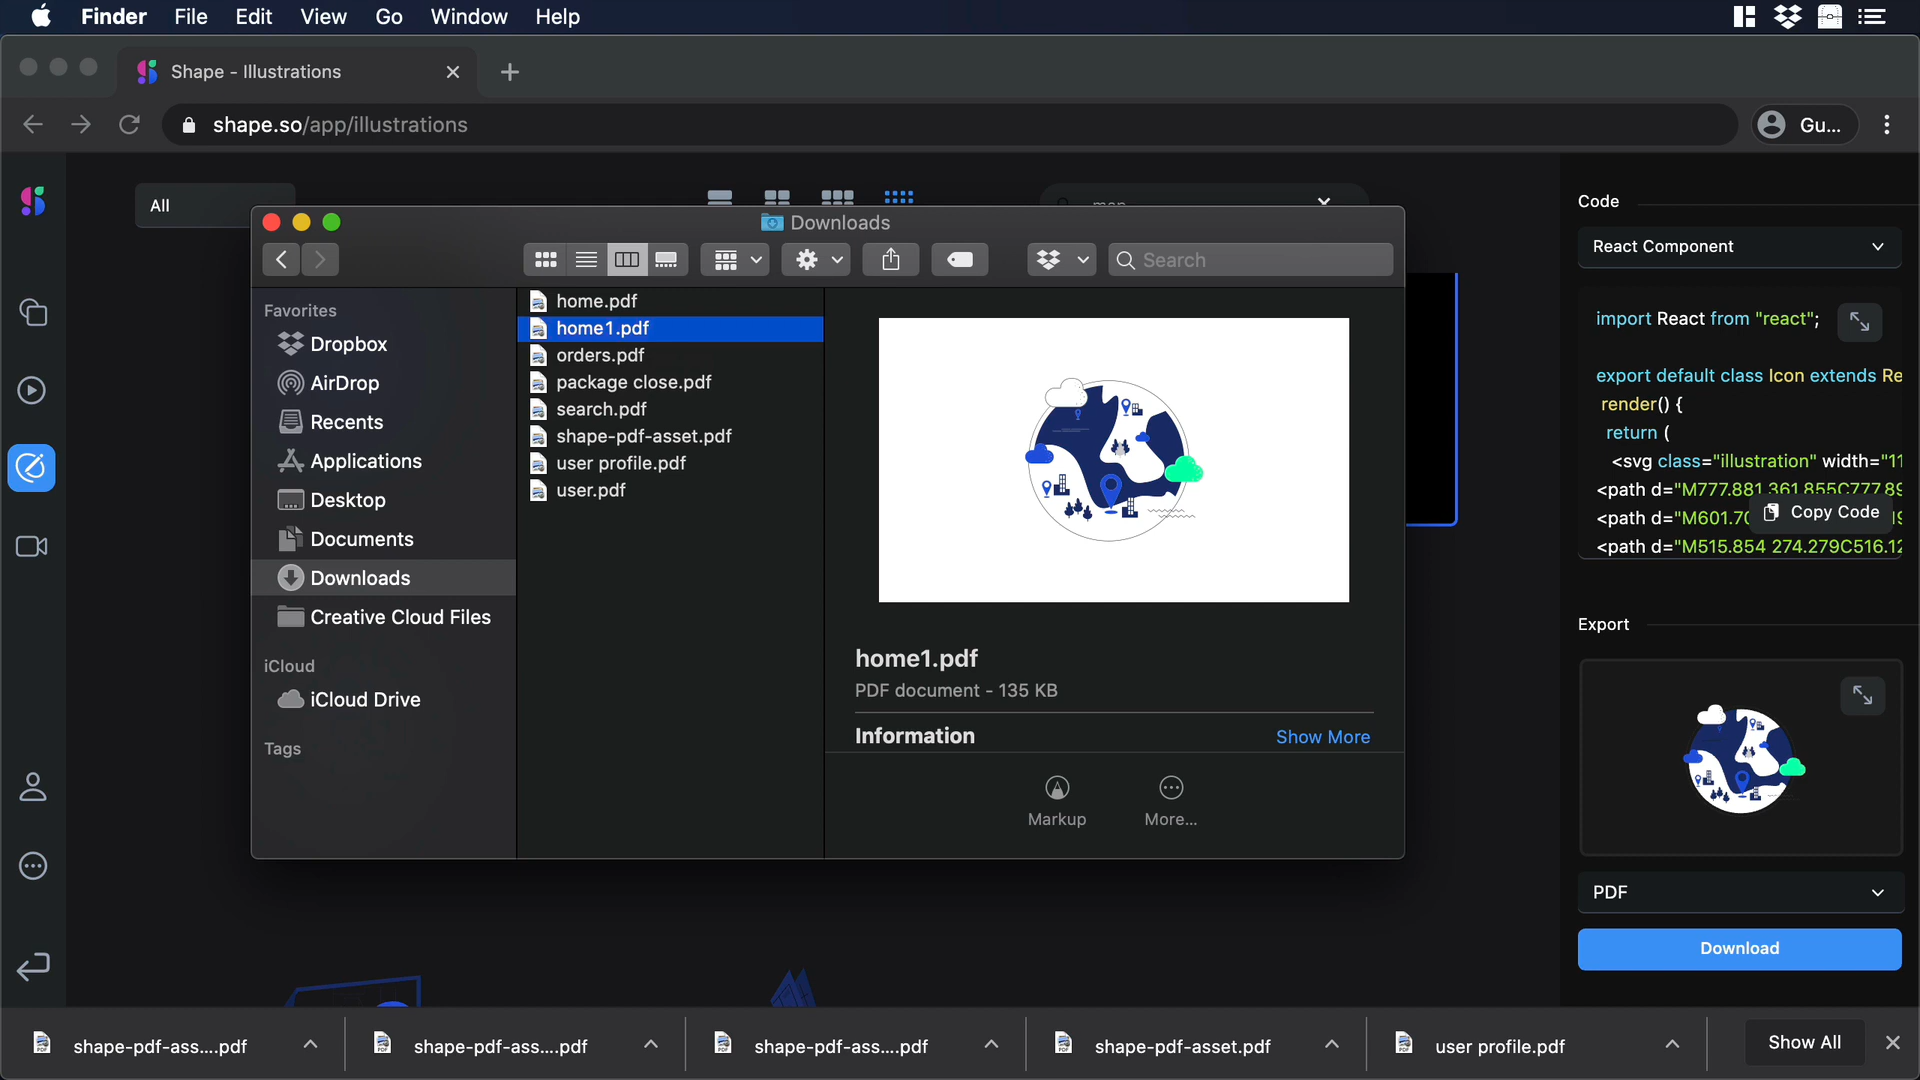 Finder File Edit View Go Window Help
Shape - Illustrations
shape.so/app/illustrations
Gu...
All
Downloads
Search
Favorites
Dropbox
AirDrop
Recents
Applications
Desktop
Documents
Downloads
Creative Cloud Files
iCloud
iCloud Drive
Tags
home.pdf
home1.pdf
orders.pdf
package close.pdf
search.pdf
shape-pdf-asset.pdf
user profile.pdf
user.pdf
home1.pdf
PDF document - 135 KB
Information Show More
Markup More...
Code
React Component
import React from "react";
export default class Icon extends Re
render() {
return (
<svg class="illustration" width="11
<path d="M777.881 361.855C777.89
<path d="M601.70
Copy Code
<path d="M515.854 274.279C516.12
Export
PDF
Download
shape-pdf-ass....pdf shape-pdf-ass....pdf shape-pdf-ass....pdf shape-pdf-asset.pdf user profile.pdf Show All